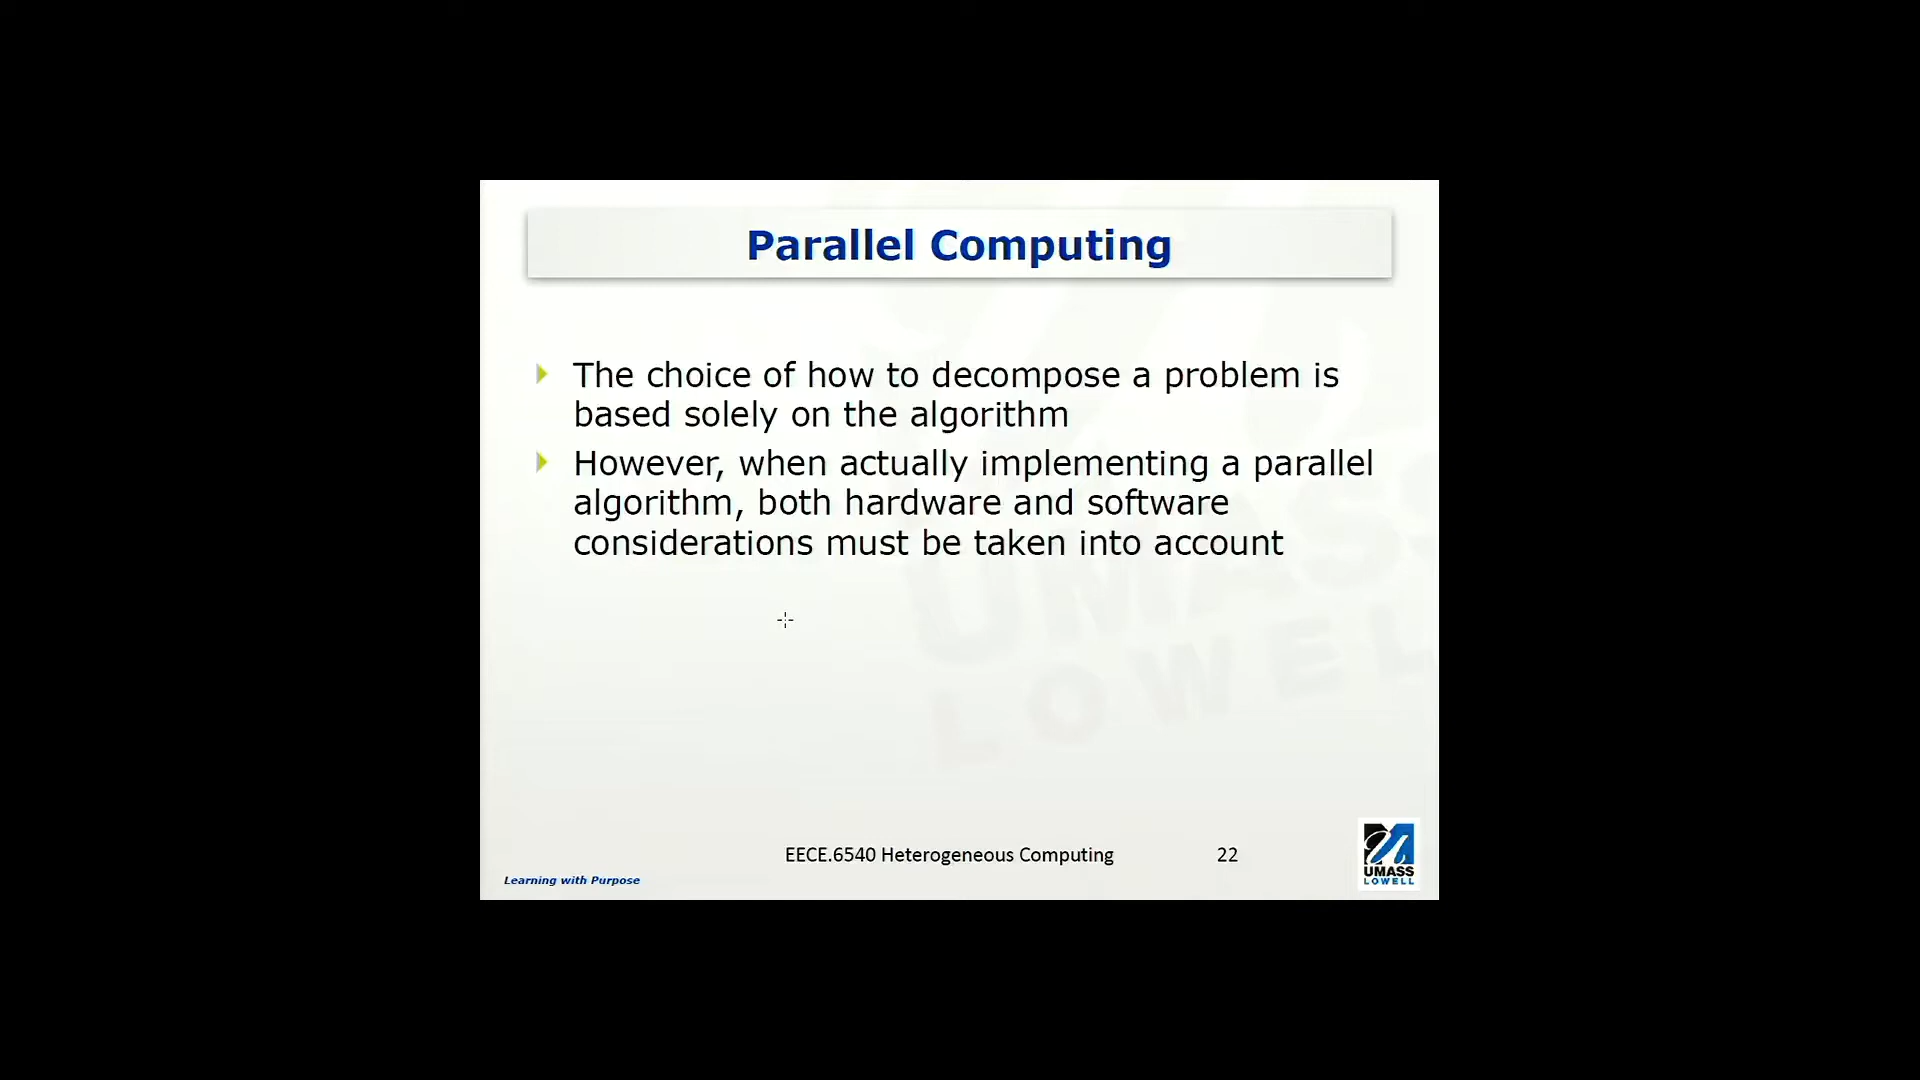 Parallel Computing
The choice of how to decompose a problem is
based solely on the algorithm
However, when actually implementing a parallel
algorithm, both hardware and software
considerations must be taken into account
UMASS
LOWELL
EECE.6540 Heterogeneous Computing 22
Learning with Purpose
UMASS
LOWELL